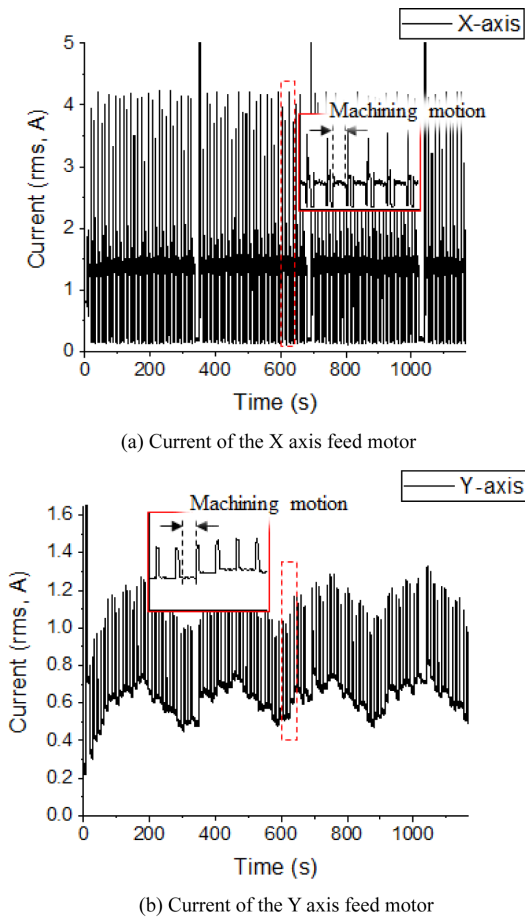 X-axis
5
4
3
2
1
0
Current (rms, A)
Machining motion
0 200 400 600 800 1000
Time (s)
(a) Current of the X axis feed motor
Y-axis
1.6
1.4
1.2
1.0
0.8
0.6
0.4
0.2
0.0
Current (rms, A)
Machining motion
0 200 400 600 800 1000
Time (s)
(b) Current of the Y axis feed motor